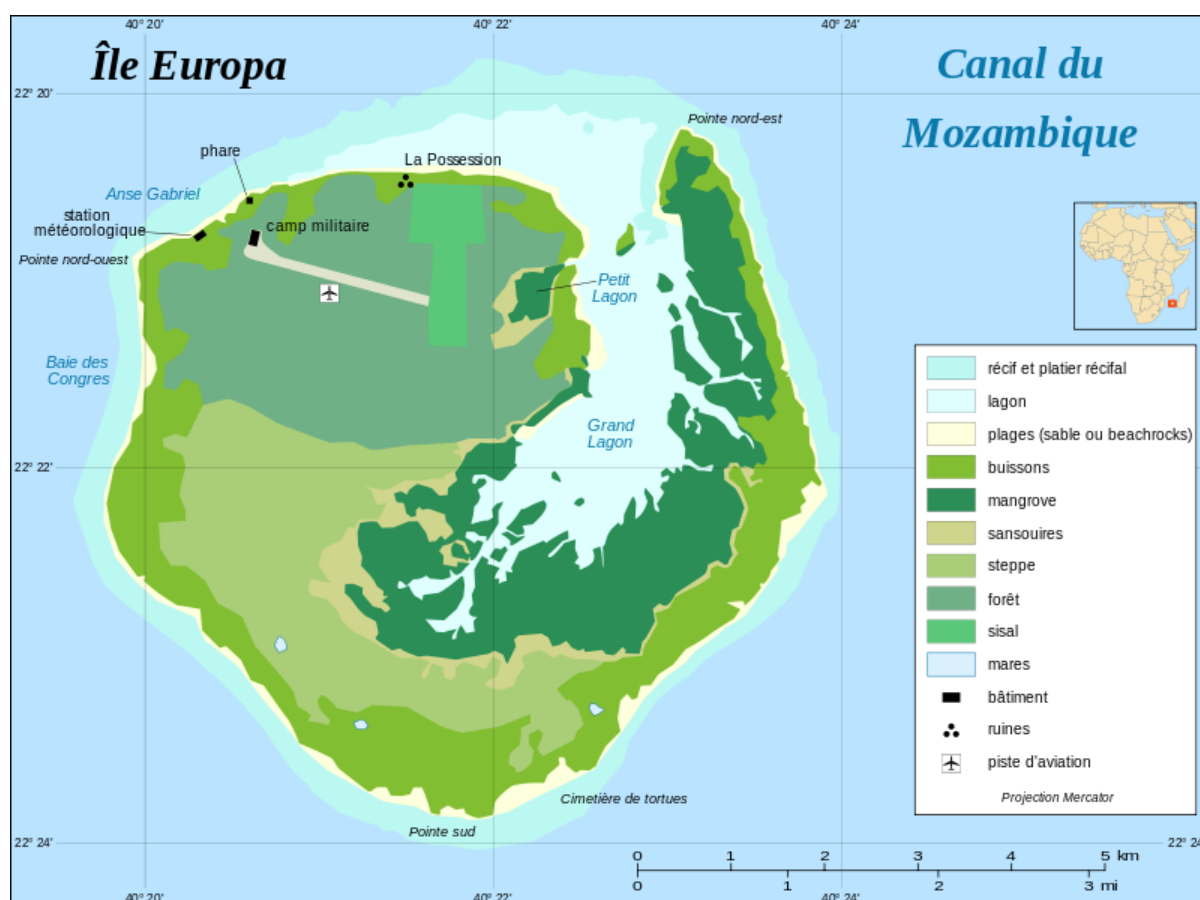 40° 20'
40° 22'
40° 24'
Île Europa
Canal du
Mozambique
22° 20'
Pointe nord-est
phare
La Possession
Anse Gabriel
station
météorologique
camp militaire
Pointe nord-ouest
Petit
Lagon
Baie des
Congres
Grand
Lagon
22° 22'
récif et platier récifal
lagon
plages (sable ou beachrocks)
buissons
mangrove
sansouires
steppe
forêt
sisal
mares
bâtiment
ruines
piste d'aviation
Projection Mercator
Cimetière de tortues
Pointe sud
22° 24'
22° 24
0 1 2 3 4 5 km
0 1 2 3 mi
40° 20'
40° 22'
40° 24'